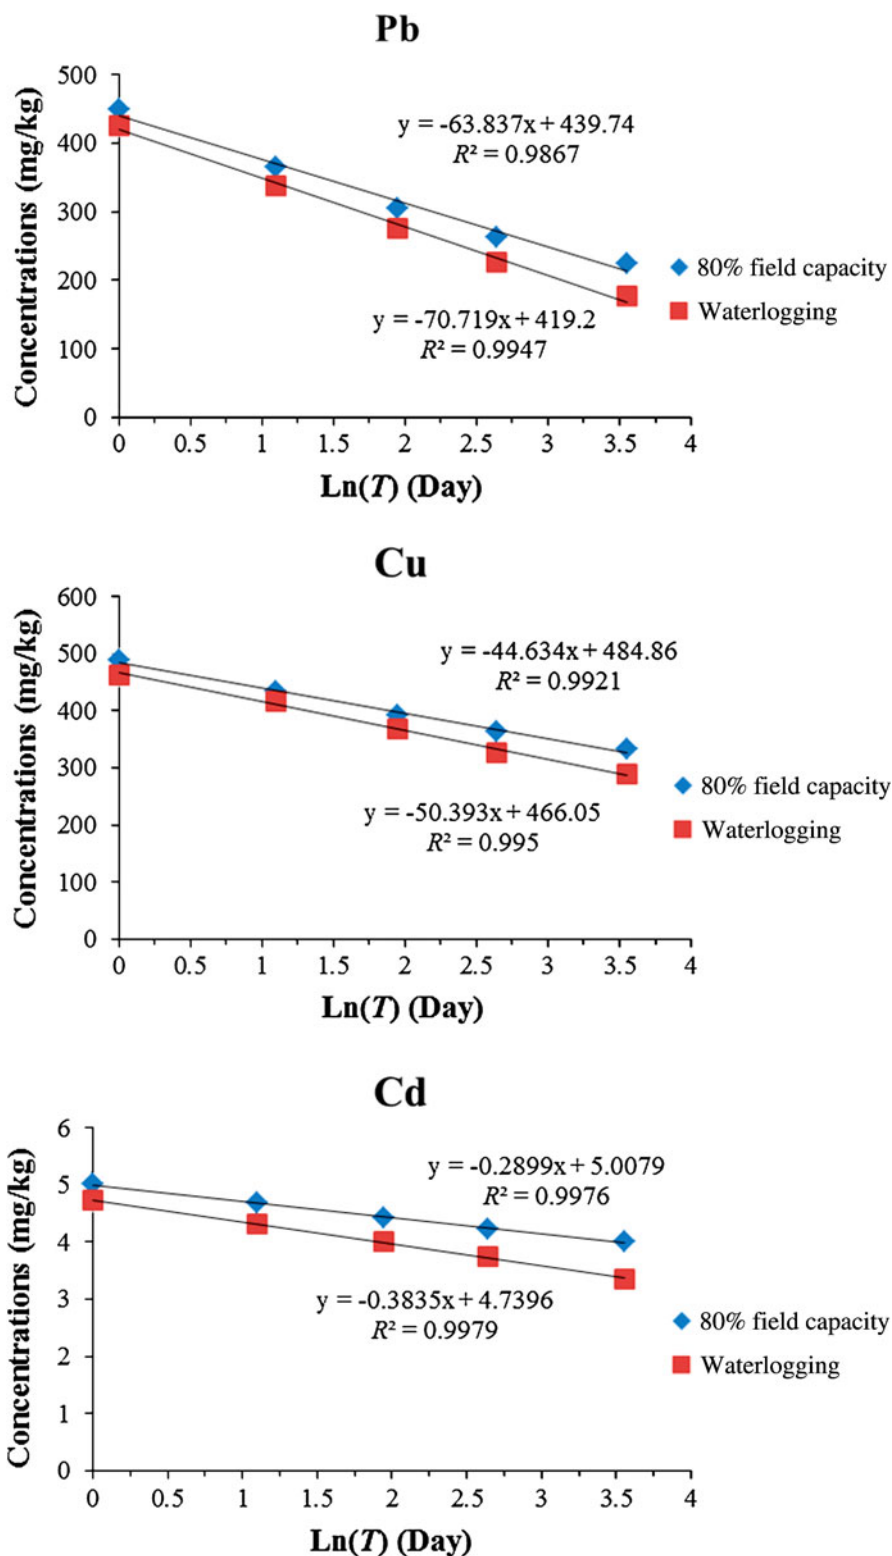 Pb
Concentrations (mg/kg)
500
400
300
200
100
0
y = -63.837x + 439.74
R² = 0.9867
y = -70.719x + 419.2
R² = 0.9947
80% field capacity
Waterlogging
0 0.5 1 1.5 2 2.5 3 3.5 4
Ln(T) (Day)
Cu
Concentrations (mg/kg)
600
500
400
300
200
100
0
y = -44.634x + 484.86
R² = 0.9921
y = -50.393x + 466.05
R² = 0.995
80% field capacity
Waterlogging
0 0.5 1 1.5 2 2.5 3 3.5 4
Ln(T) (Day)
Cd
Concentrations (mg/kg)
6
5
4
3
2
1
0
y = -0.2899x + 5.0079
R² = 0.9976
y = -0.3835x + 4.7396
R² = 0.9979
80% field capacity
Waterlogging
0 0.5 1 1.5 2 2.5 3 3.5 4
Ln(T) (Day)